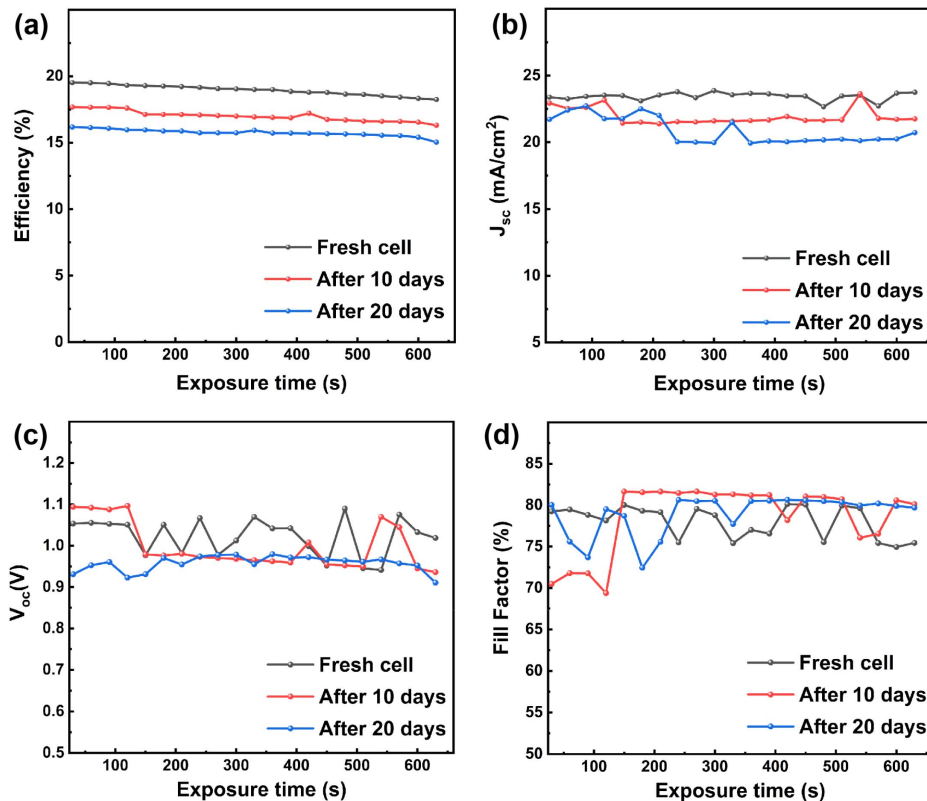 (a)
Efficiency (%)
20
15
10
5
0
Fresh cell
After 10 days
After 20 days
100 200 300 400 500 600
Exposure time (s)
(b)
J_sc (mA/cm²)
25
20
15
10
5
Fresh cell
After 10 days
After 20 days
100 200 300 400 500 600
Exposure time (s)
(c)
V_oc(V)
1.2
1.1
1.0
0.9
0.8
0.7
0.6
0.5
Fresh cell
After 10 days
After 20 days
100 200 300 400 500 600
Exposure time (s)
(d)
Fill Factor (%)
85
80
75
70
65
60
55
50
Fresh cell
After 10 days
After 20 days
100 200 300 400 500 600
Exposure time (s)